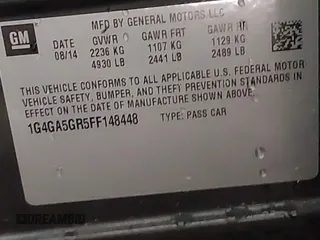 MFD BY GENERAL MOTORS LLC
GM DATE GVWR GAWR FRT GAWR RR
08/14 2236 KG 1107 KG 1129 KG
4930 LB 2441 LB 2489 LB
THIS VEHICLE CONFORMS TO ALL APPLICABLE U.S. FEDERAL MOTOR
VEHICLE SAFETY, BUMPER, AND THEFT PREVENTION STANDARDS IN
EFFECT ON THE DATE OF MANUFACTURE SHOWN ABOVE.
1G4GA5GR5FF148448 TYPE: PASS CAR
DREAMBID